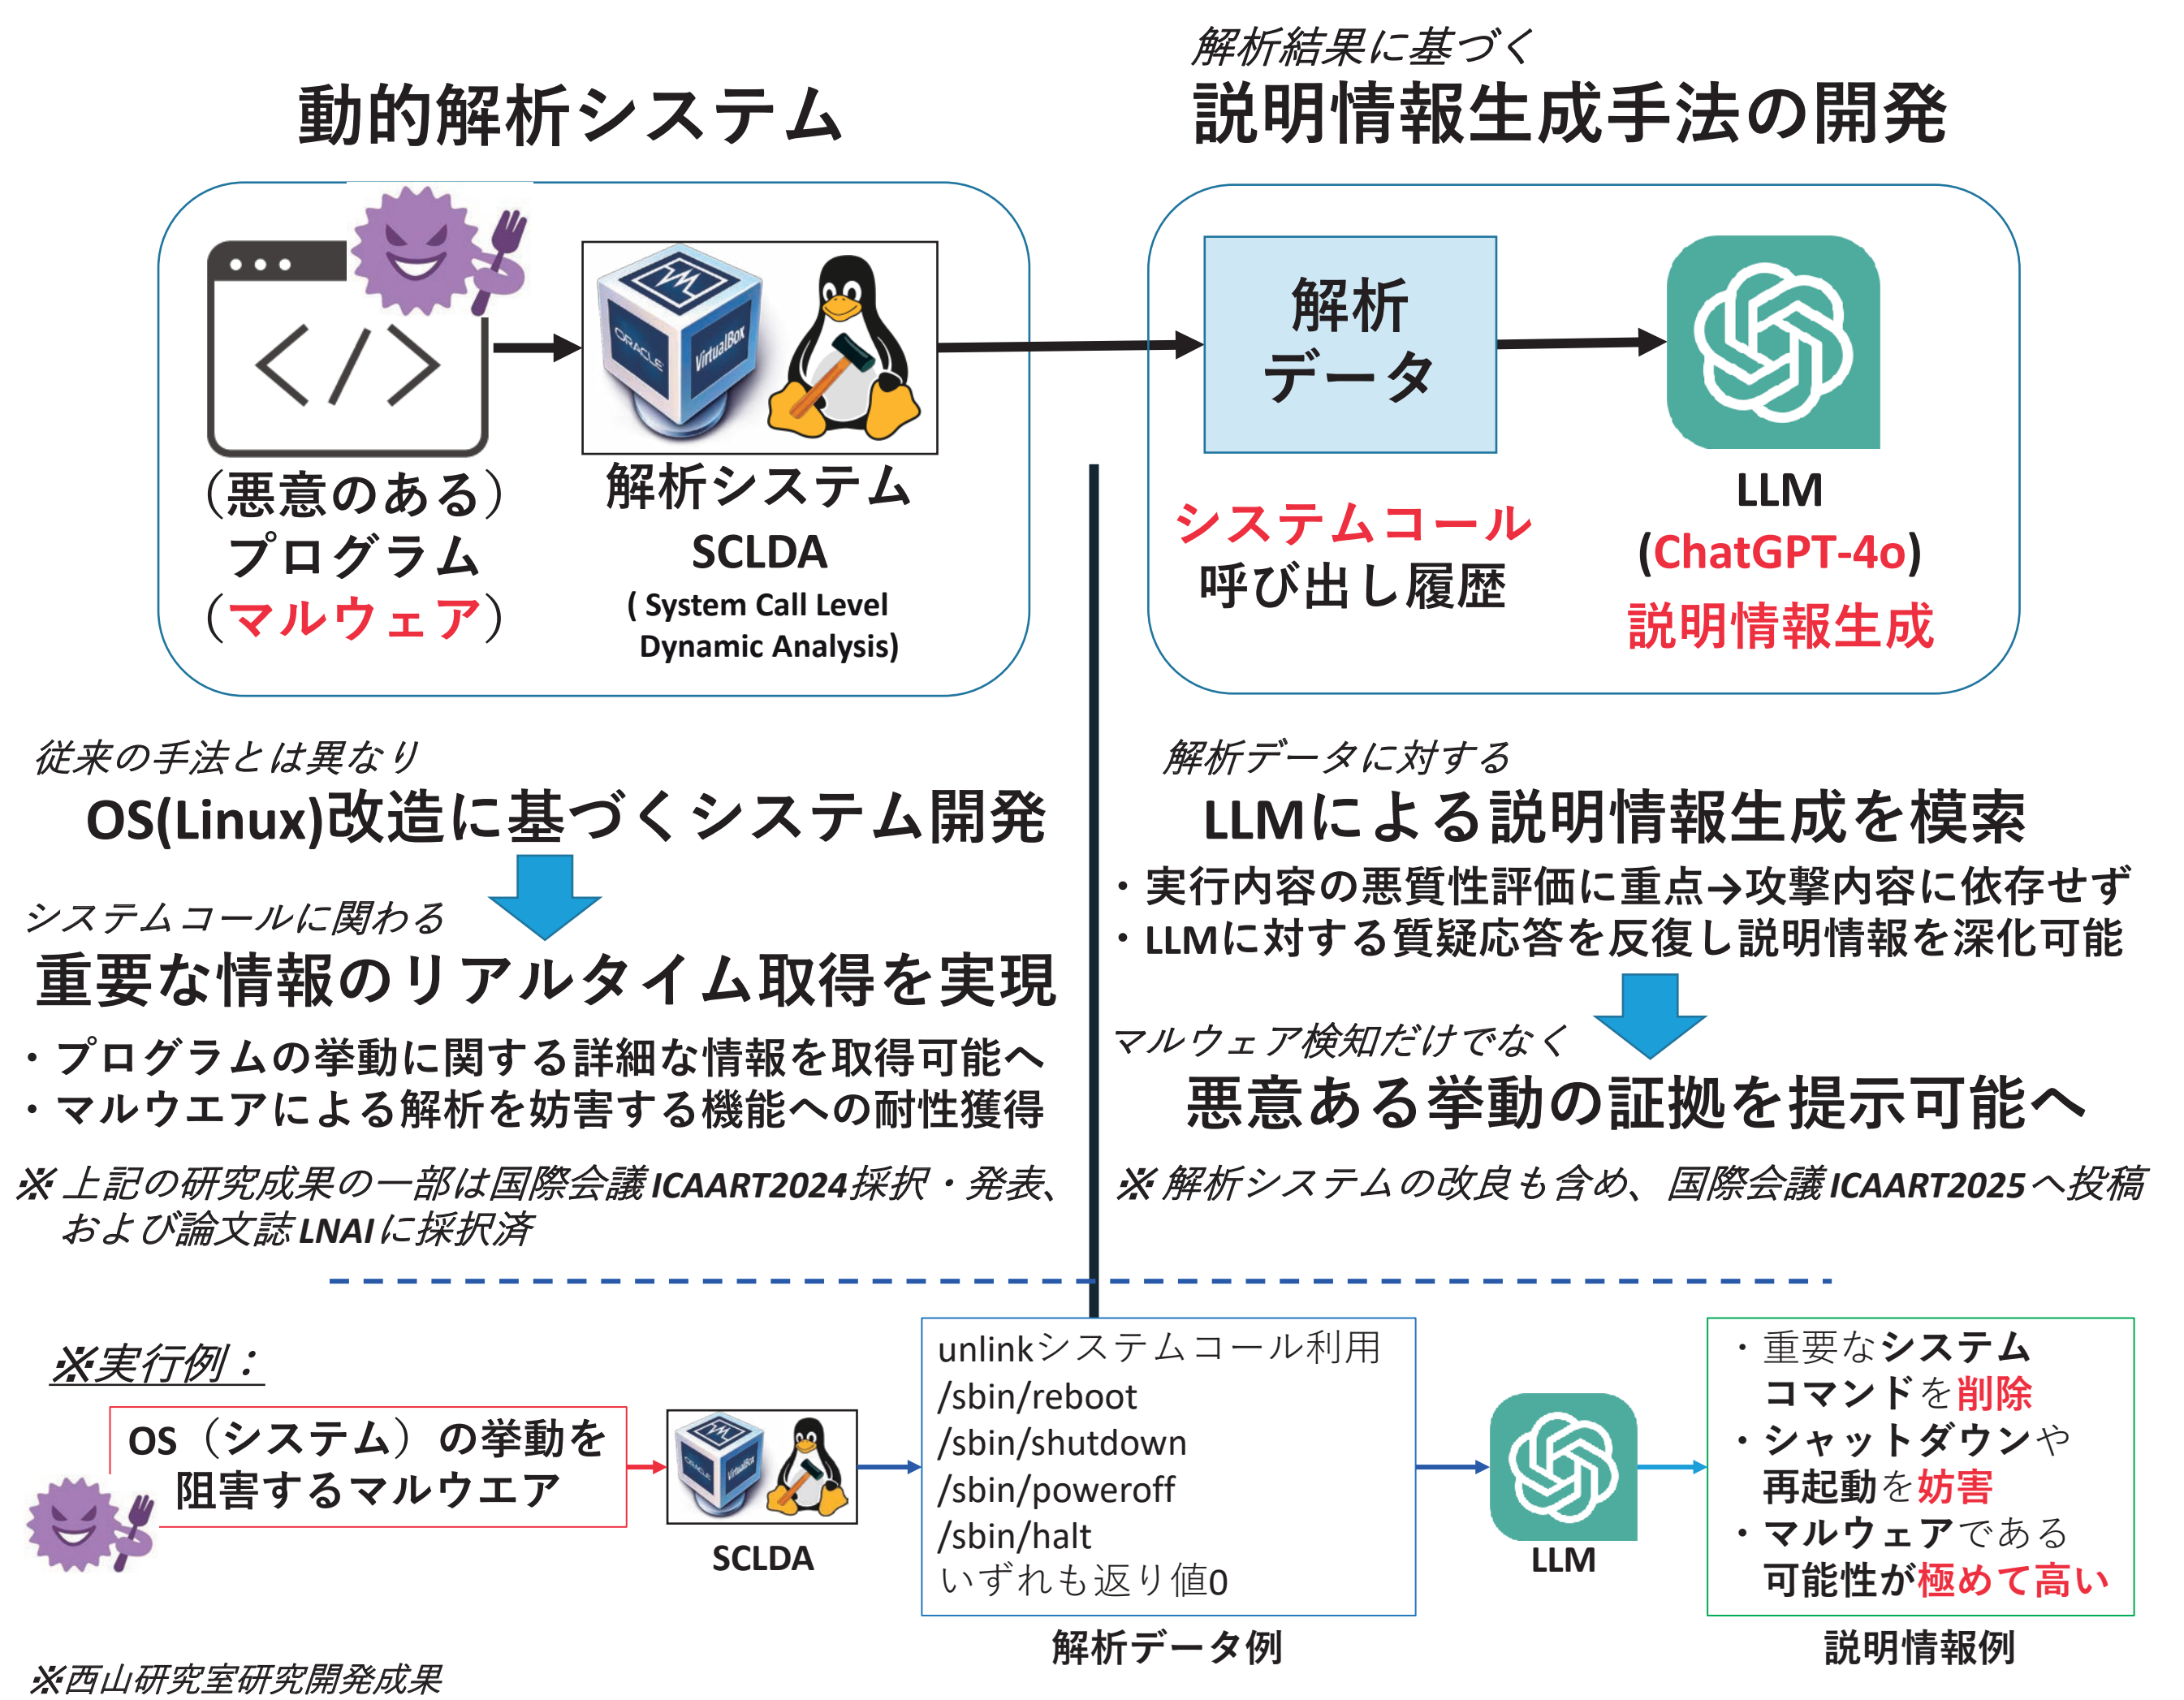 動的解析システム
（悪意のある）
プログラム
（マルウェア）
</>
ORACLE
VirtualBox
解析システム
SCLDA
( System Call Level
Dynamic Analysis)
解析結果に基づく
説明情報生成手法の開発
解析
データ
システムコール
呼び出し履歴
LLM
(ChatGPT-4o)
説明情報生成
従来の手法とは異なり
OS(Linux)改造に基づくシステム開発
システムコールに関わる
重要な情報のリアルタイム取得を実現
・プログラムの挙動に関する詳細な情報を取得可能へ
・マルウエアによる解析を妨害する機能への耐性獲得
※ 上記の研究成果の一部は国際会議ICAART2024採択・発表、
および論文誌LNAIに採択済
解析データに対する
LLMによる説明情報生成を模索
・実行内容の悪質性評価に重点→攻撃内容に依存せず
・LLMに対する質疑応答を反復し説明情報を深化可能
マルウェア検知だけでなく
悪意ある挙動の証拠を提示可能へ
※ 解析システムの改良も含め、国際会議ICAART2025へ投稿
※実行例：
OS（システム）の挙動を
阻害するマルウエア
ORACLE
VirtualBox
SCLDA
unlinkシステムコール利用
/sbin/reboot
/sbin/shutdown
/sbin/poweroff
/sbin/halt
いずれも返り値0
解析データ例
LLM
・重要なシステム
コマンドを削除
・シャットダウンや
再起動を妨害
・マルウェアである
可能性が極めて高い
説明情報例
※西山研究室研究開発成果